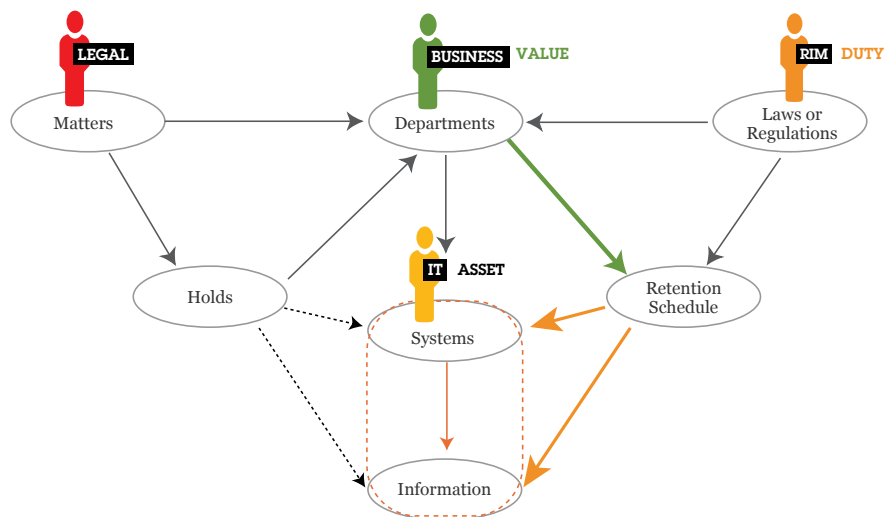 LEGAL
BUSINESS VALUE
RIM DUTY
Matters
Departments
Laws or
Regulations
IT ASSET
Holds
Retention
Schedule
Systems
Information